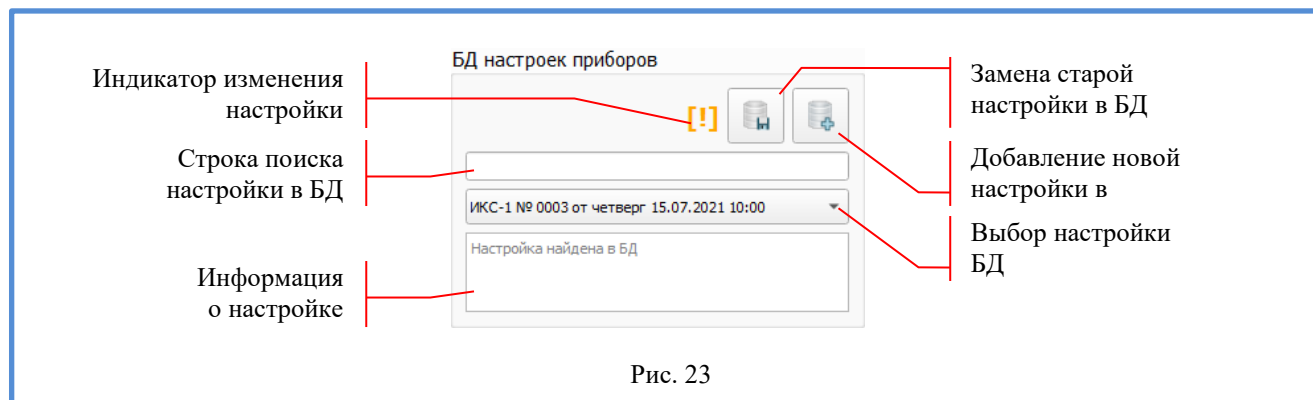 БД настроек приборов
Индикатор изменения
настройки
Замена старой
настройки в БД
[!]
Строка поиска
настройки в БД
Добавление новой
настройки в
ИКС-1 № 0003 от четверг 15.07.2021 10:00
Выбор настройки
БД
Настройка найдена в БД
Информация
о настройке
Рис. 23